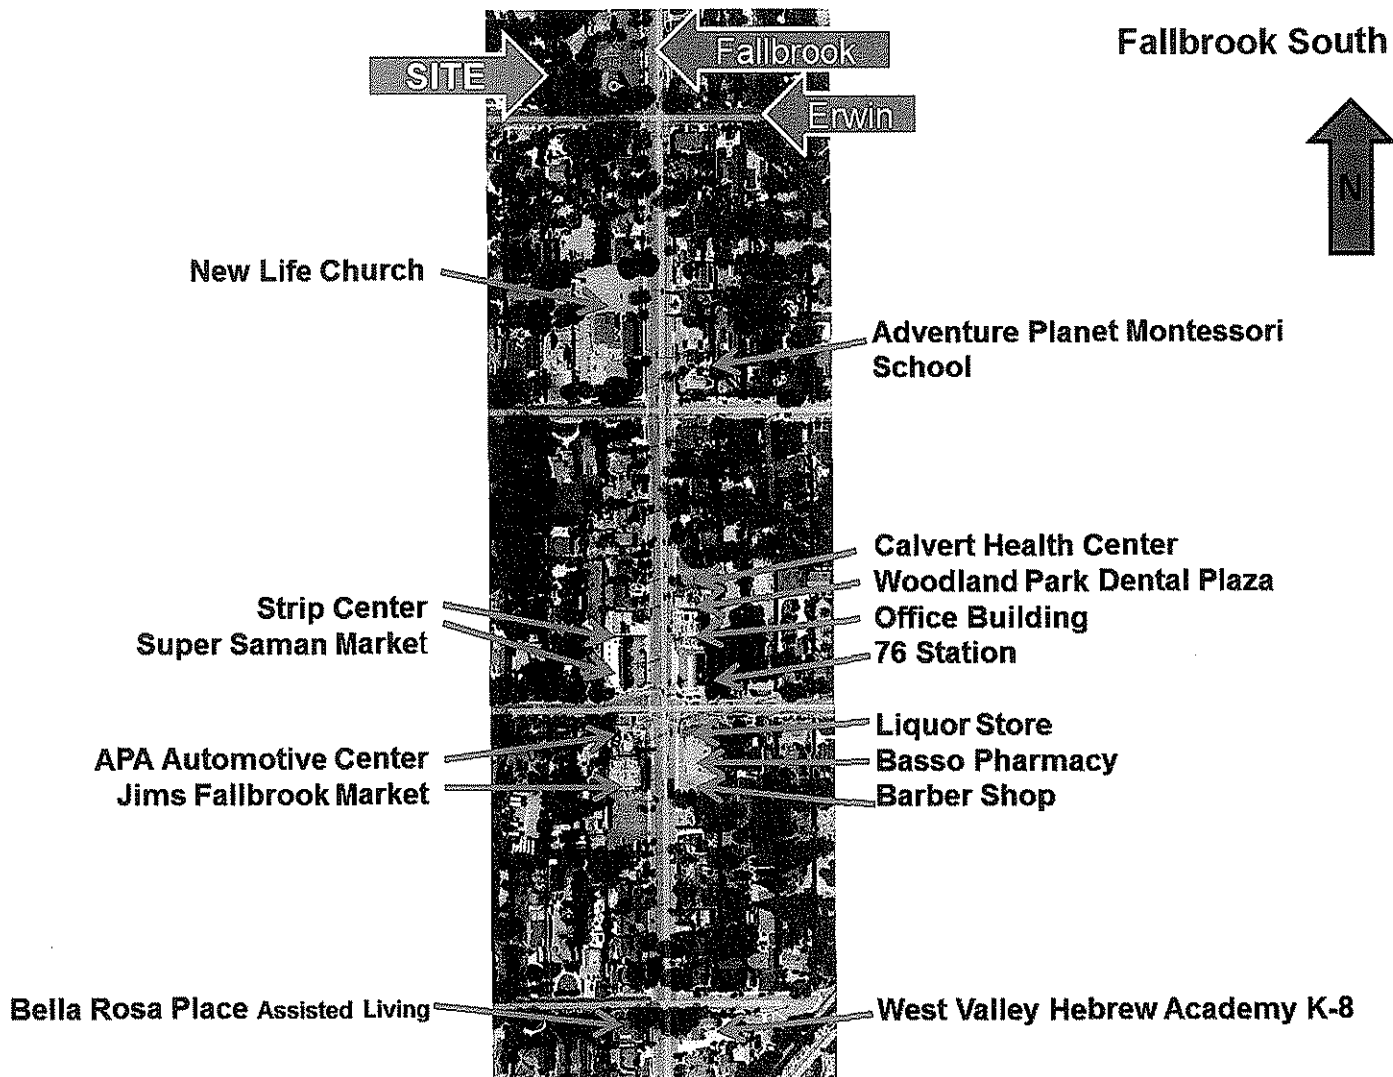 Fallbrook South
Fallbrook
SITE
Erwin
N
New Life Church
Adventure Planet Montessori
School
Calvert Health Center
Woodland Park Dental Plaza
Strip Center
Office Building
Super Saman Market
76 Station
Liquor Store
APA Automotive Center
Basso Pharmacy
Jims Fallbrook Market
Barber Shop
Bella Rosa Place Assisted Living
West Valley Hebrew Academy K-8